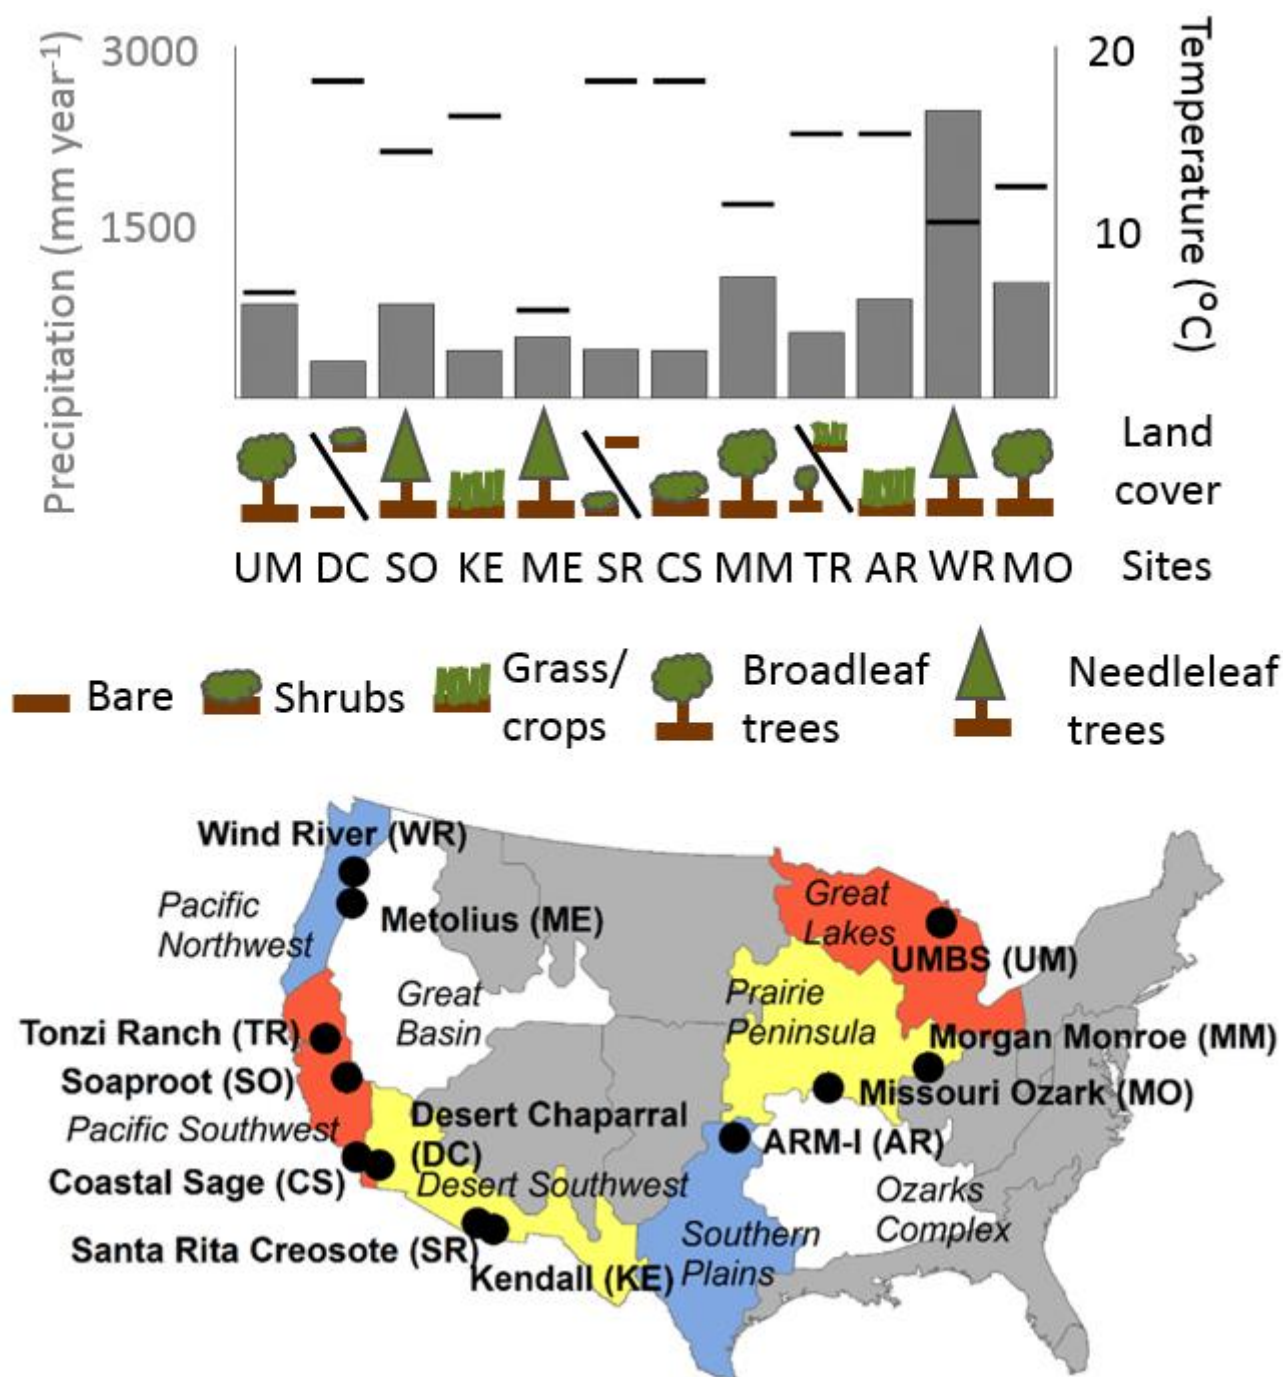 Precipitation (mm year-1)
3000
1500
20
10
Temperature (°C)
Land
cover
UM DC SO KE ME SR CS MM TR AR WR MO Sites
Bare
Shrubs
Grass/
crops
Broadleaf
trees
Needleleaf
trees
Wind River (WR)
Pacific
Northwest
Metolius (ME)
Great
Lakes
UMBS (UM)
Great
Basin
Prairie
Peninsula
Tonzi Ranch (TR)
Morgan Monroe (MM)
Soaproot (SO)
Missouri Ozark (MO)
Pacific Southwest
Desert Chaparral
(DC)
ARM-I (AR)
Coastal Sage (CS)
Desert Southwest
Ozarks
Complex
Santa Rita Creosote (SR)
Southern
Plains
Kendall (KE)